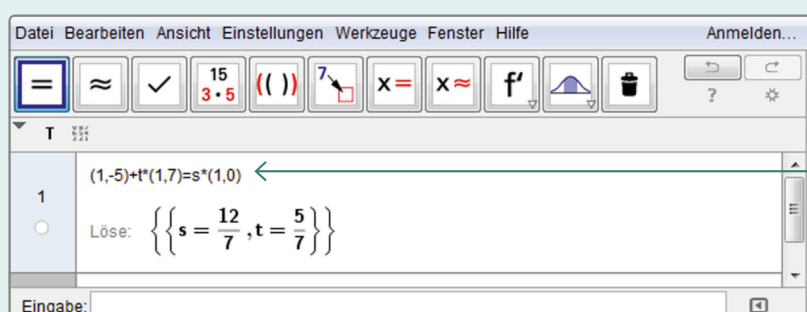 Datei Bearbeiten Ansicht Einstellungen Werkzeuge Fenster Hilfe Anmelden...
= ≈ ✓ 15 3·5 (( )) 7 x= x≈ f'
?
T
1
(1,-5)+t*(1,7)=s*(1,0)
Löse: {{s = 12/7 , t = 5/7}}
Eingabe: